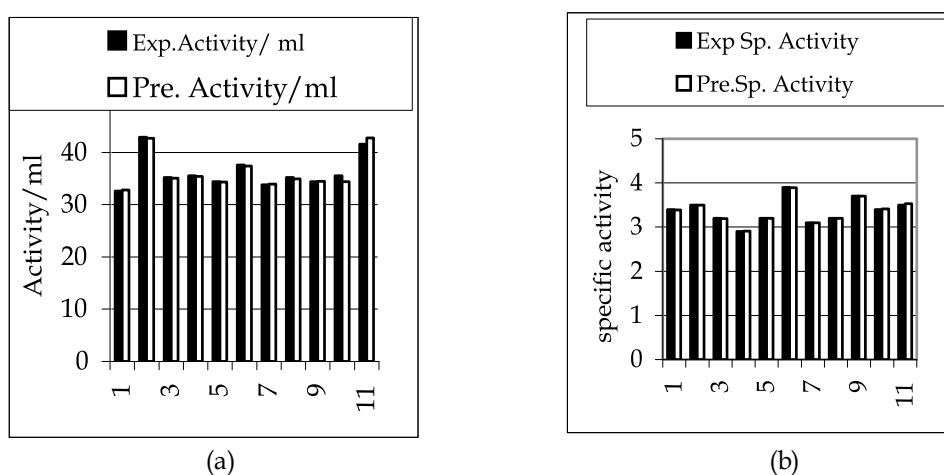 Exp.Activity/ ml
Pre. Activity/ml
Activity/ml
40
30
20
10
0
1
3
5
7
9
11
(a)
Exp Sp. Activity
Pre.Sp. Activity
specific activity
5
4
3
2
1
0
1
3
5
7
9
11
(b)